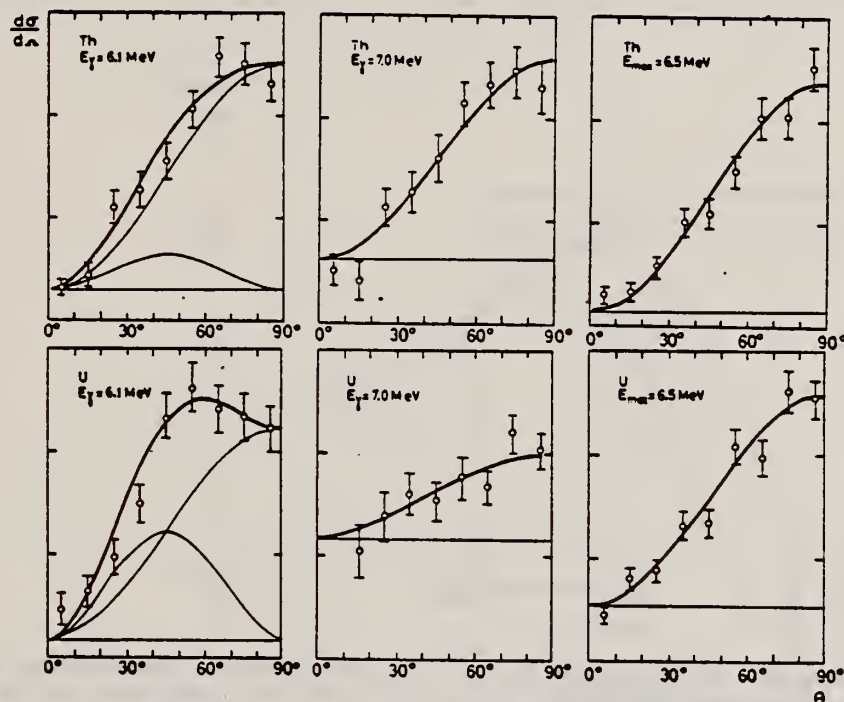 dσ
dΩ
Th
Eγ = 6.1 MeV
Th
Eγ = 7.0 MeV
Th
Emax = 6.5 MeV
0° 30° 60° 90°
0° 30° 60° 90°
0° 30° 60° 90°
U
Eγ = 6.1 MeV
U
Eγ = 7.0 MeV
U
Emax = 6.5 MeV
0° 30° 60° 90°
0° 30° 60° 90°
0° 30° 60° 90°
θ